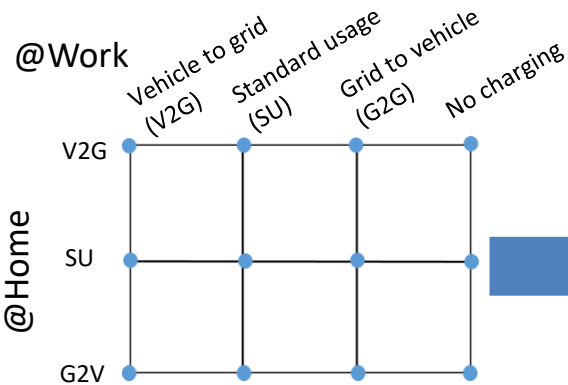 @Work
Vehicle to grid
(V2G)
Standard usage
(SU)
Grid to vehicle
(G2G)
No charging
@Home
V2G
SU
G2V